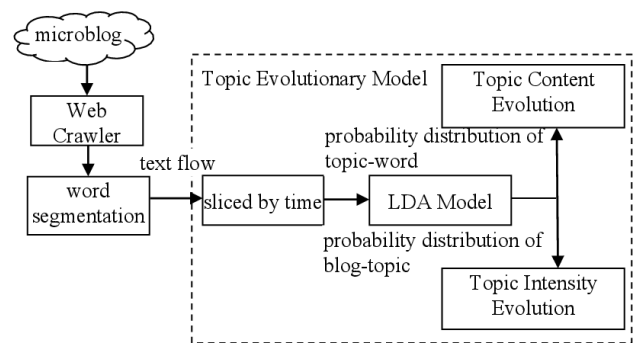 microblog
Web
Crawler
word
segmentation
text flow
Topic Evolutionary Model
sliced by time
probability distribution of
topic-word
LDA Model
probability distribution of
blog-topic
Topic Content
Evolution
Topic Intensity
Evolution